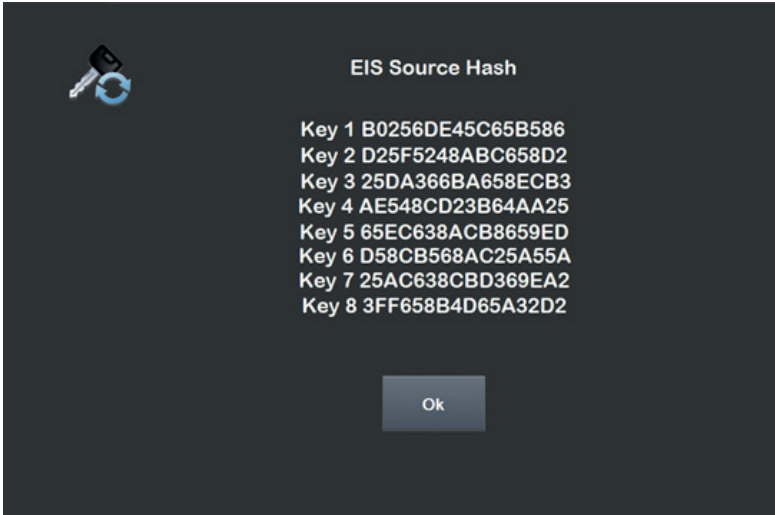 EIS Source Hash
Key 1 B0256DE45C65B586
Key 2 D25F5248ABC658D2
Key 3 25DA366BA658ECB3
Key 4 AE548CD23B64AA25
Key 5 65EC638ACB8659ED
Key 6 D58CB568AC25A55A
Key 7 25AC638CBD369EA2
Key 8 3FF658B4D65A32D2
Ok